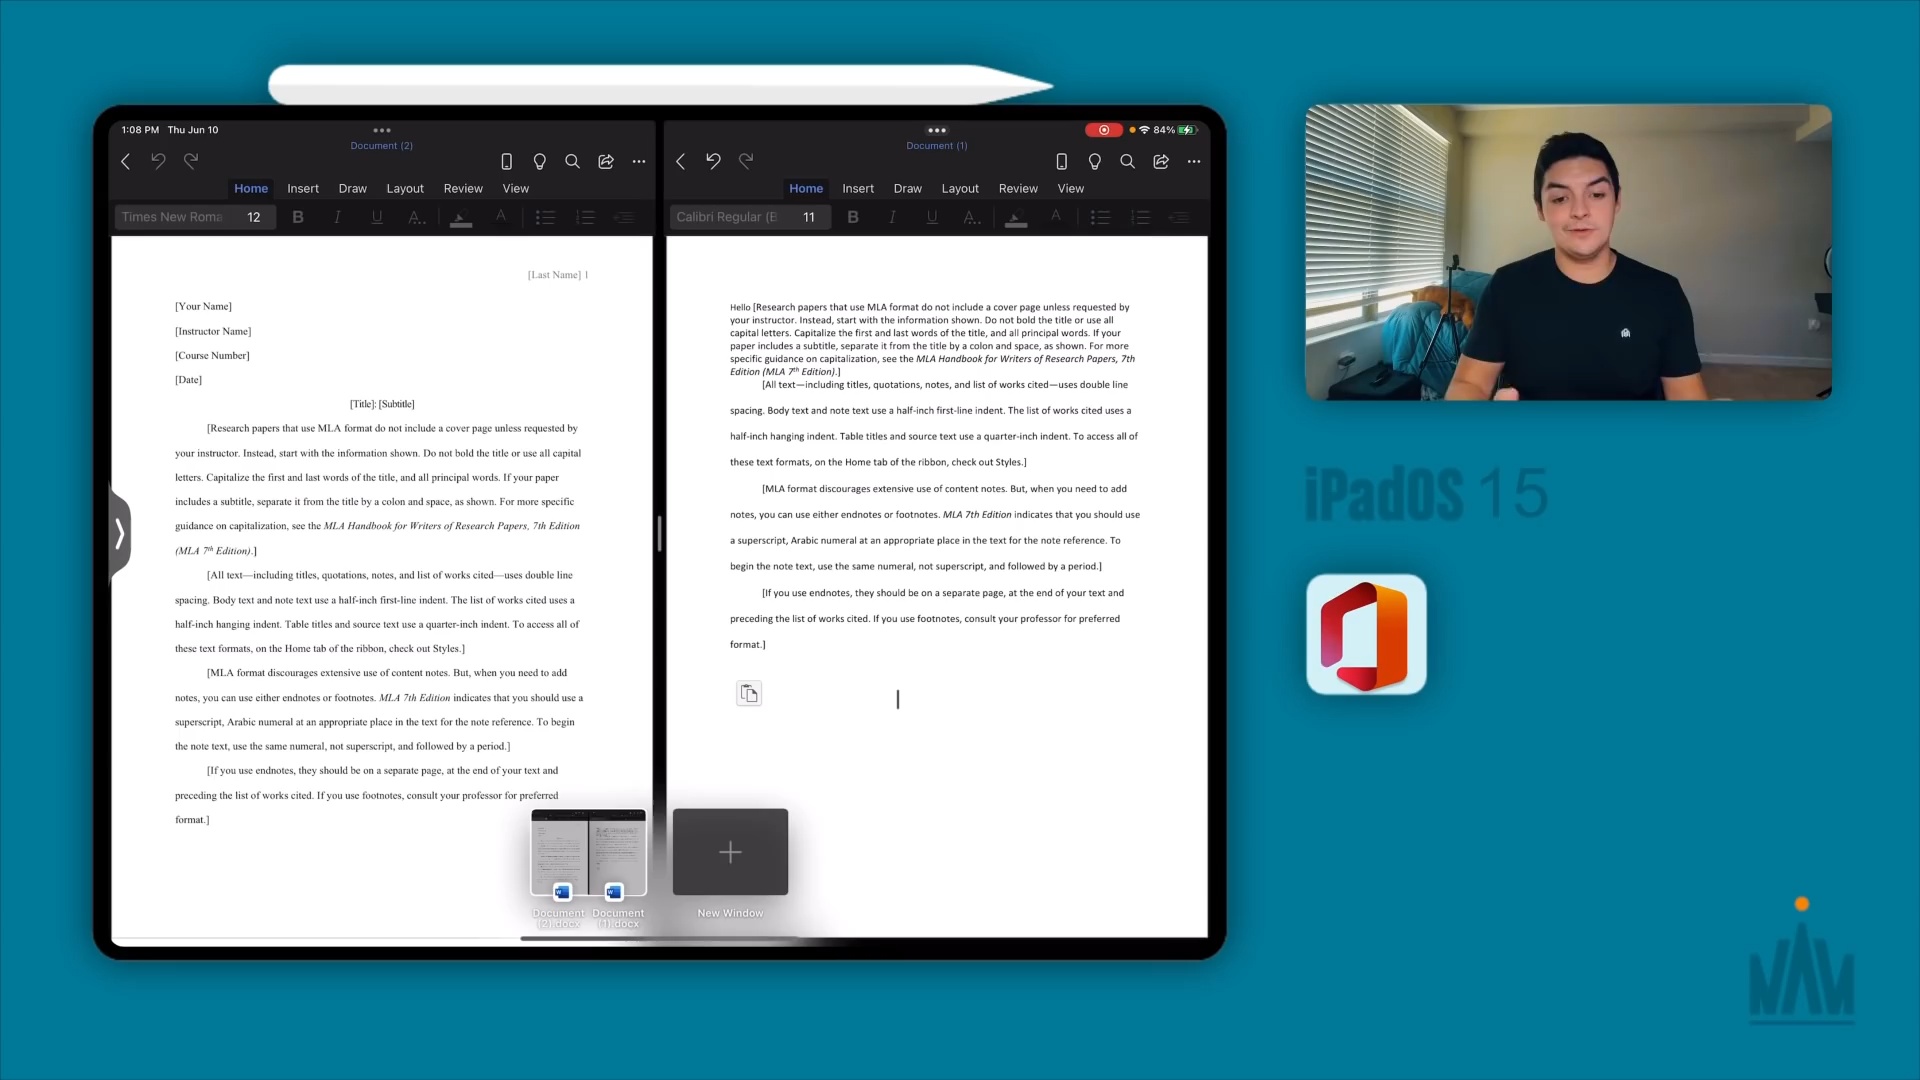 1:08 PM Thu Jun 10
Document (2)
Home Insert Draw Layout Review View
Times New Roma 12 B I U A.. A
[Last Name] 1
[Your Name]
[Instructor Name]
[Course Number]
[Date]
[Title]: [Subtitle]
[Research papers that use MLA format do not include a cover page unless requested by
your instructor. Instead, start with the information shown. Do not bold the title or use all capital
letters. Capitalize the first and last words of the title, and all principal words. If your paper
includes a subtitle, separate it from the title by a colon and space, as shown. For more specific
guidance on capitalization, see the MLA Handbook for Writers of Research Papers, 7th Edition
(MLA 7th Edition).]
[All text—including titles, quotations, notes, and list of works cited—uses double line
spacing. Body text and note text use a half-inch first-line indent. The list of works cited uses a
half-inch hanging indent. Table titles and source text use a quarter-inch indent. To access all of
these text formats, on the Home tab of the ribbon, check out Styles.]
[MLA format discourages extensive use of content notes. But, when you need to add
notes, you can use either endnotes or footnotes. MLA 7th Edition indicates that you should use a
superscript, Arabic numeral at an appropriate place in the text for the note reference. To begin
the note text, use the same numeral, not superscript, and followed by a period.]
[If you use endnotes, they should be on a separate page, at the end of your text and
preceding the list of works cited. If you use footnotes, consult your professor for preferred
format.]
84%
Document (1)
Home Insert Draw Layout Review View
Calibri Regular (B 11 B I U A.. A
Hello [Research papers that use MLA format do not include a cover page unless requested by
your instructor. Instead, start with the information shown. Do not bold the title or use all
capital letters. Capitalize the first and last words of the title, and all principal words. If your
paper includes a subtitle, separate it from the title by a colon and space, as shown. For more
specific guidance on capitalization, see the MLA Handbook for Writers of Research Papers, 7th
Edition (MLA 7th Edition).]
[All text—including titles, quotations, notes, and list of works cited—uses double line
spacing. Body text and note text use a half-inch first-line indent. The list of works cited uses a
half-inch hanging indent. Table titles and source text use a quarter-inch indent. To access all of
these text formats, on the Home tab of the ribbon, check out Styles.]
[MLA format discourages extensive use of content notes. But, when you need to add
notes, you can use either endnotes or footnotes. MLA 7th Edition indicates that you should use
a superscript, Arabic numeral at an appropriate place in the text for the note reference. To
begin the note text, use the same numeral, not superscript, and followed by a period.]
[If you use endnotes, they should be on a separate page, at the end of your text and
preceding the list of works cited. If you use footnotes, consult your professor for preferred
format.]
Document
(2).docx
Document
(1).docx
New Window
iPadOS 15